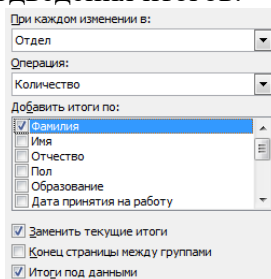 При каждом изменении в:
Отдел
Операция:
Количество
Добавить итоги по:
Фамилия
Имя
Отчество
Пол
Образование
Дата принятия на работу
Заменить текущие итоги
Конец страницы между группами
Итоги под данными